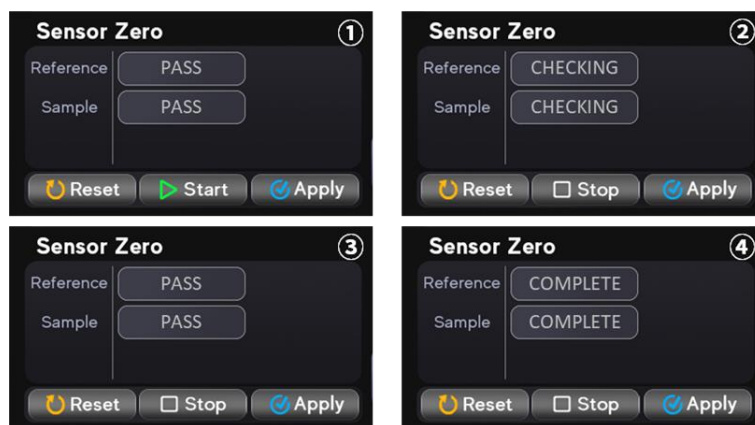 Sensor Zero ①
Reference PASS
Sample PASS
Reset Start Apply
Sensor Zero ②
Reference CHECKING
Sample CHECKING
Reset Stop Apply
Sensor Zero ③
Reference PASS
Sample PASS
Reset Stop Apply
Sensor Zero ④
Reference COMPLETE
Sample COMPLETE
Reset Stop Apply